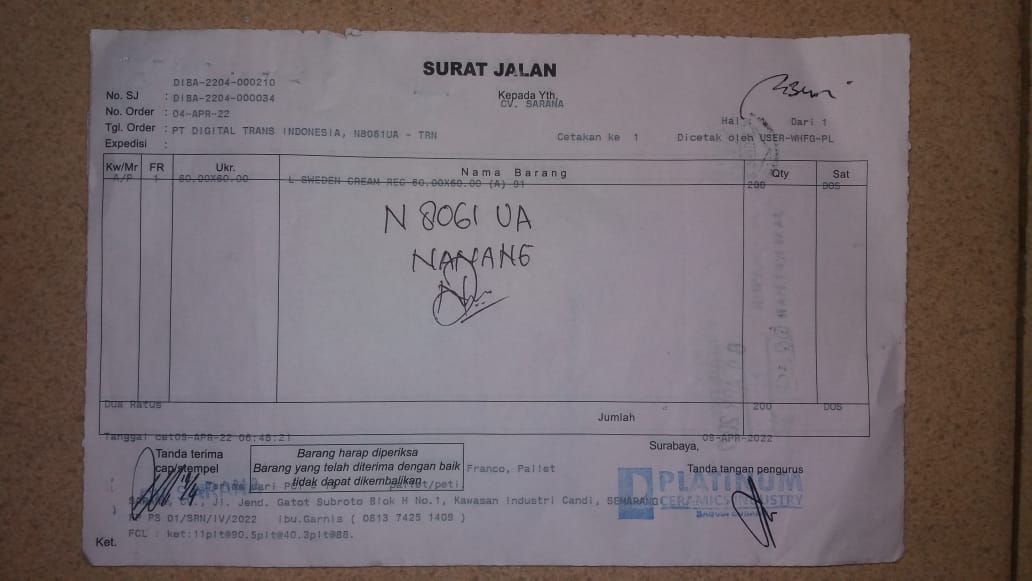 SURAT JALAN
DIBA-2204-000210
No. SJ : DIBA-2204-000034
Kepada Yth,
CV. SARANA
No. Order : 04-APR-22
Hal : Dari 1
Tgl. Order : PT DIGITAL TRANS INDONESIA, N8061UA - TRN
Cetakan ke 1 Dicetak oleh USER-WHFG-PL
Expedisi :
Kw/Mr FR Ukr. Nama Barang Qty Sat
A/P 1 60.00X60.00 L SWEDEN CREAM REC 60.00X60.00 (A) 01 200 DOS
N 8061 UA
NANANG
Dua Ratus 200 DOS
Jumlah
Tanggal cet09-APR-22 06:48:21
Surabaya, 09-APR-2022
Tanda terima
cap/stempel
Barang harap diperiksa
Barang yang telah diterima dengan baik
tidak dapat dikembalikan
Franco, Pallet
Tanda tangan pengurus
dari pallet/peti
PLATINUM
CERAMICS INDUSTRY
Jl. Jend. Gatot Subroto Blok H No.1, Kawasan Industri Candi, SEMARANG
PS 01/SRN/IV/2022 ibu.Garnis ( 0813 7425 1409 )
FCL : ket:11plt@90.5plt@40.3plt@88.
Ket.